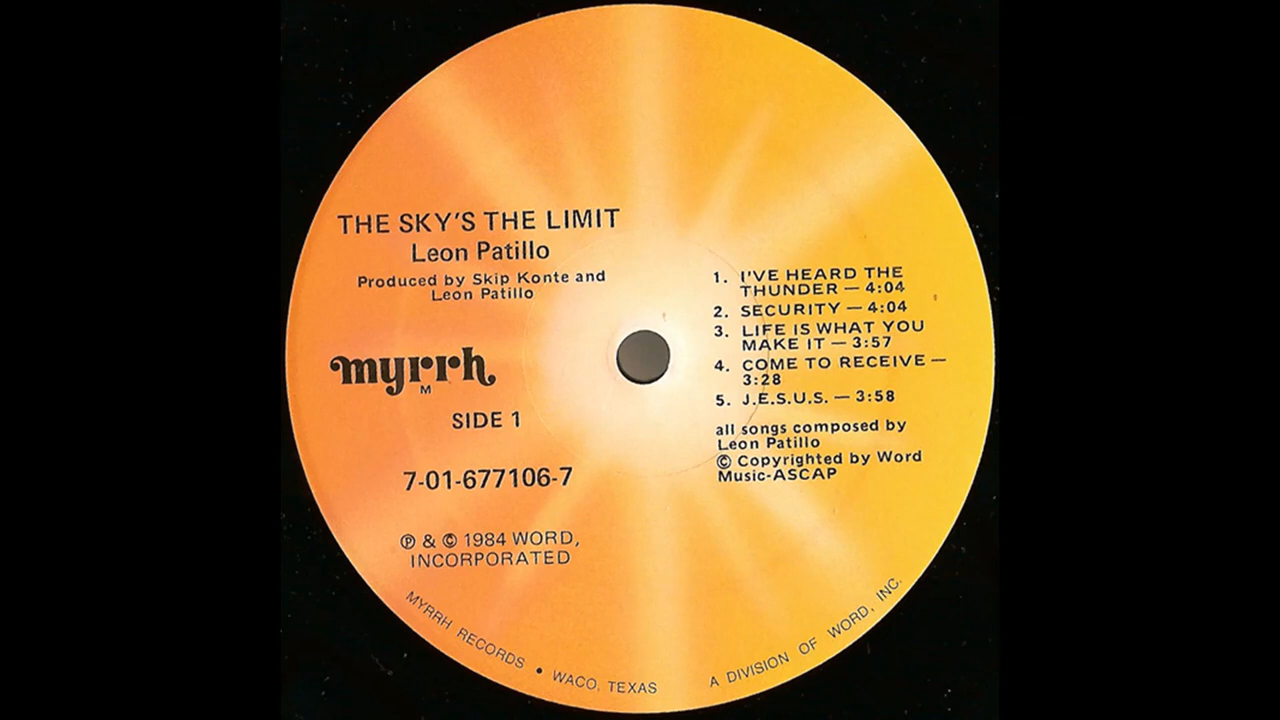 THE SKY'S THE LIMIT
Leon Patillo
Produced by Skip Konte and
Leon Patillo
myrrh
M
SIDE 1
7-01-677106-7
℗ & © 1984 WORD,
INCORPORATED
1. I'VE HEARD THE
THUNDER — 4:04
2. SECURITY — 4:04
3. LIFE IS WHAT YOU
MAKE IT — 3:57
4. COME TO RECEIVE —
3:28
5. J.E.S.U.S. — 3:58
all songs composed by
Leon Patillo
© Copyrighted by Word
Music-ASCAP
MYRRH RECORDS • WACO, TEXAS A DIVISION OF WORD, INC.